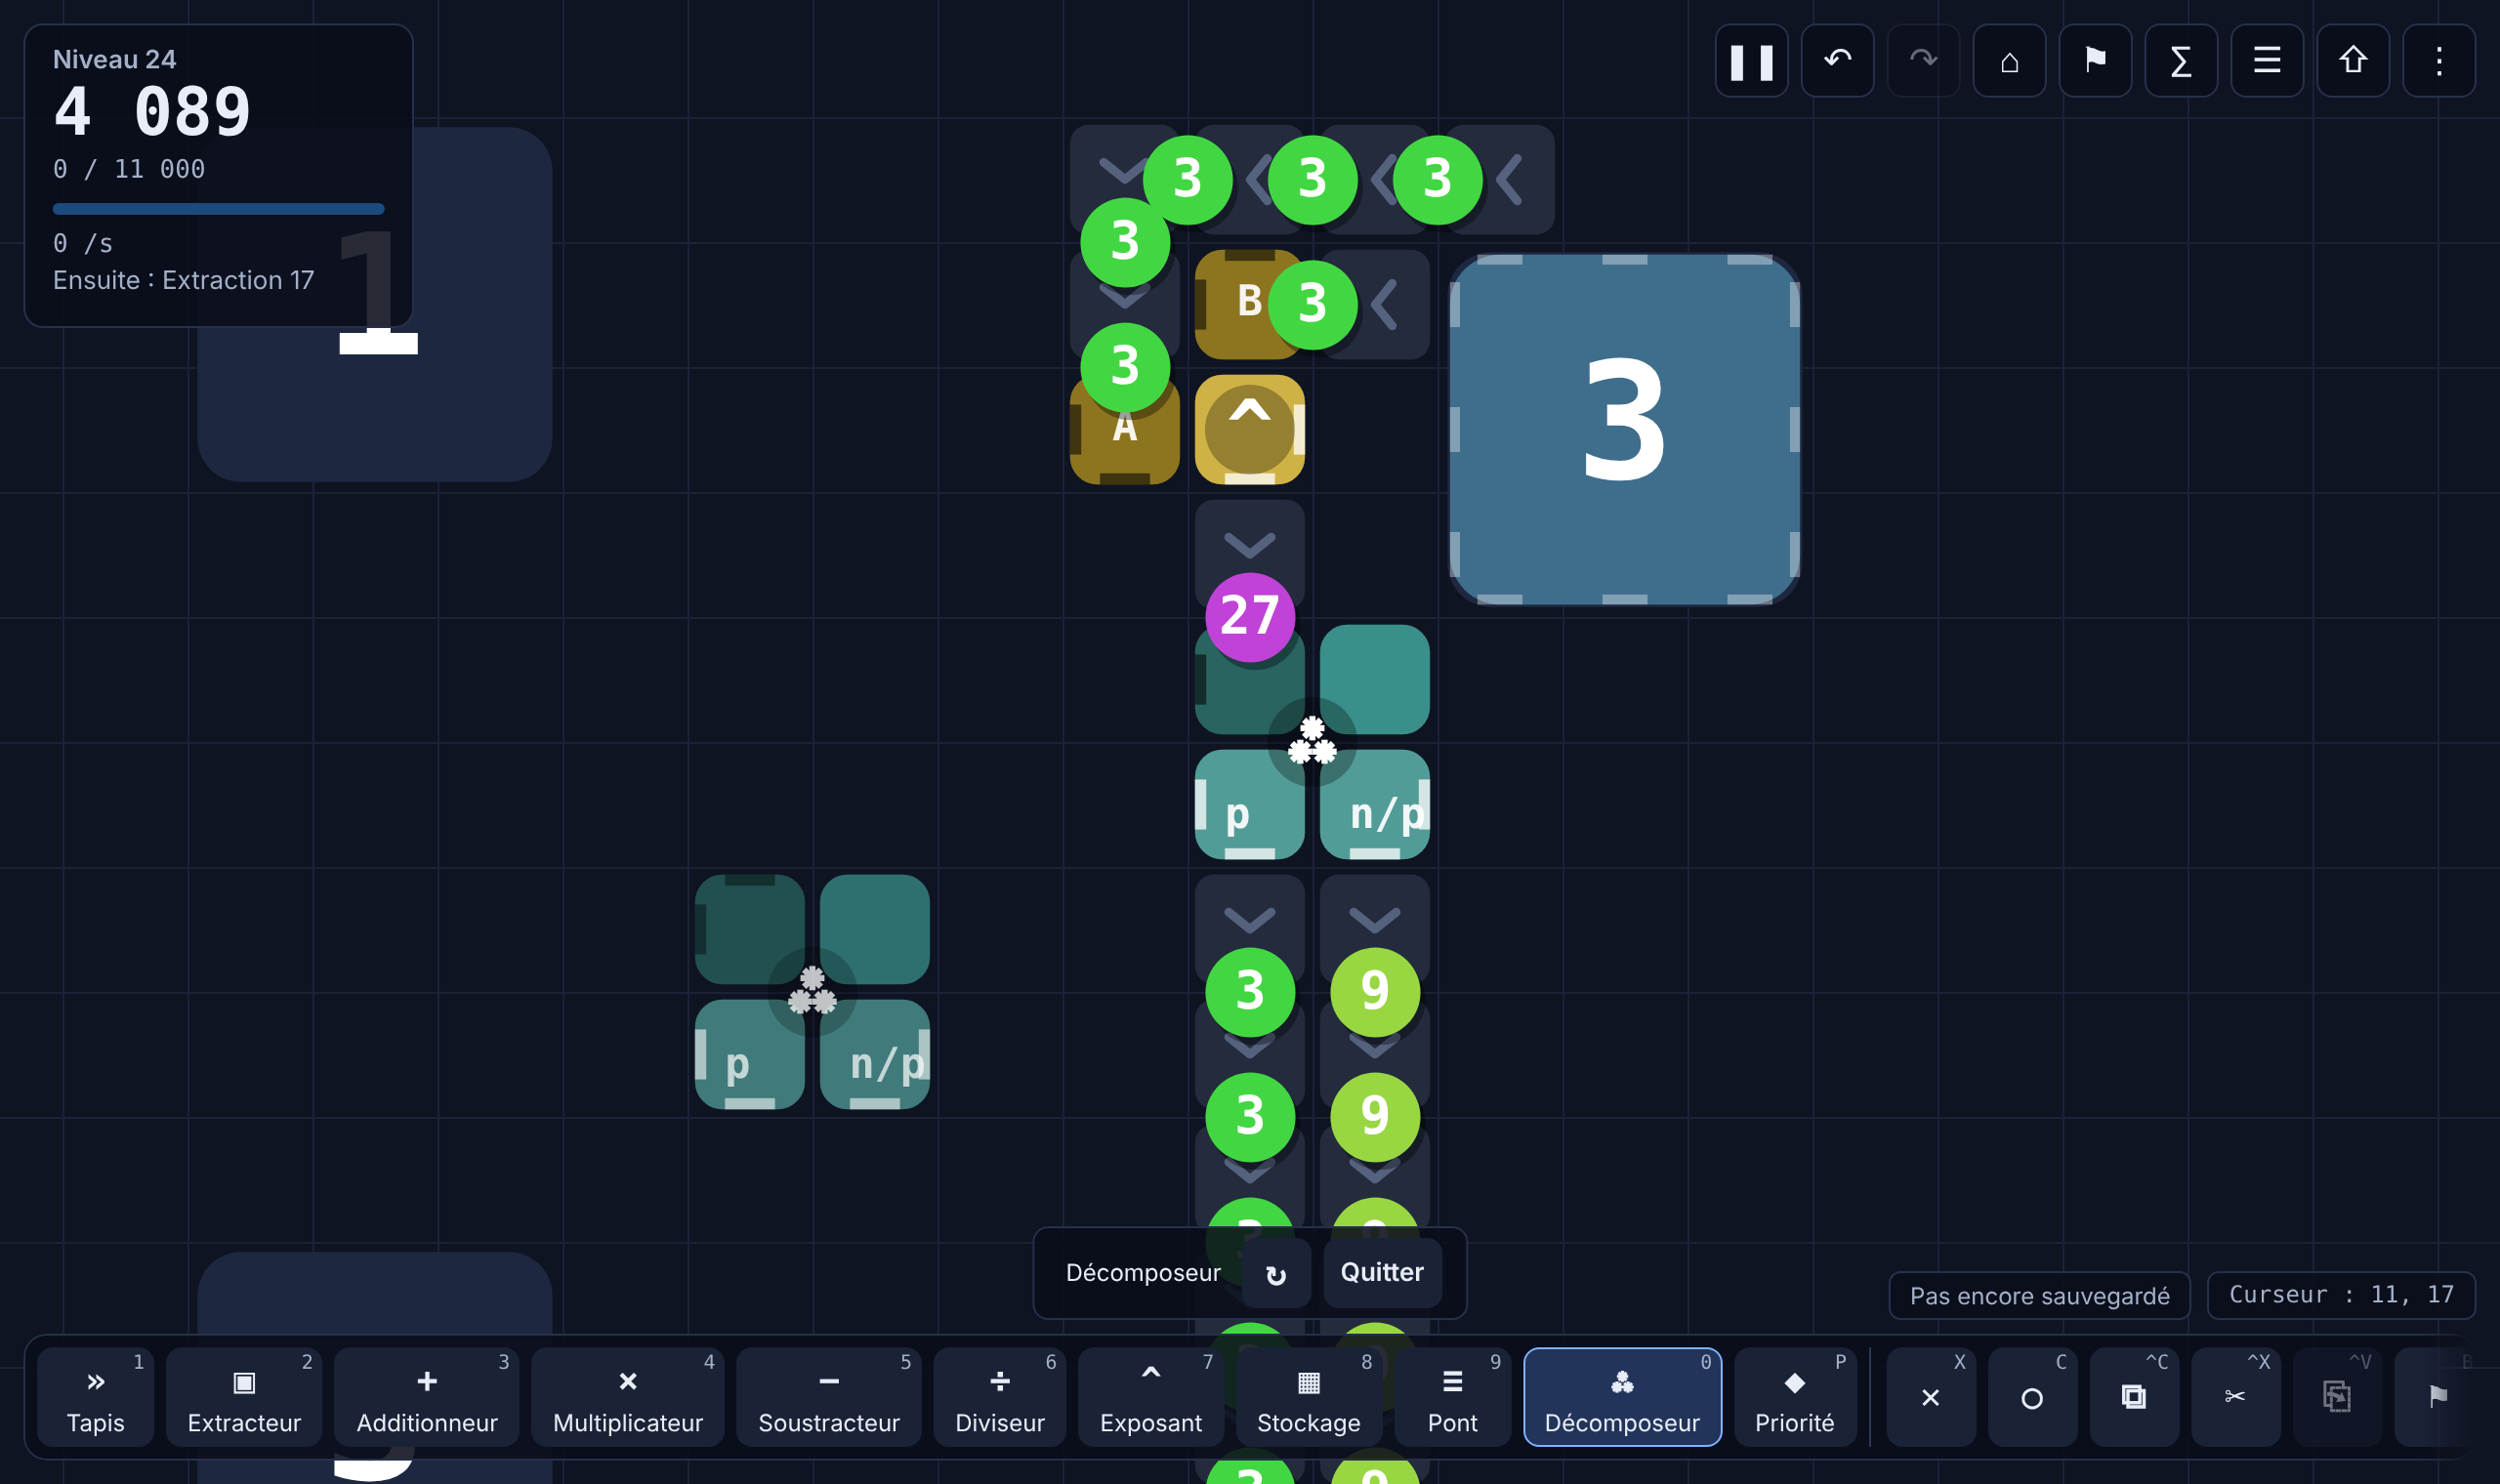 Niveau 24
4 089
0 / 11 000
0 /s
Ensuite : Extraction 17
1
3 3 3
3
B 3
3
A ^
3
27
p n/p
3 9
p n/p
3 9
Décomposeur ↻ Quitter
Pas encore sauvegardé
Curseur : 11, 17
» 1 Tapis
▣ 2 Extracteur
+ 3 Additionneur
× 4 Multiplicateur
− 5 Soustracteur
÷ 6 Diviseur
^ 7 Exposant
▦ 8 Stockage
≡ 9 Pont
0 Décomposeur
◆ P Priorité
X
C
^C
^X
^V